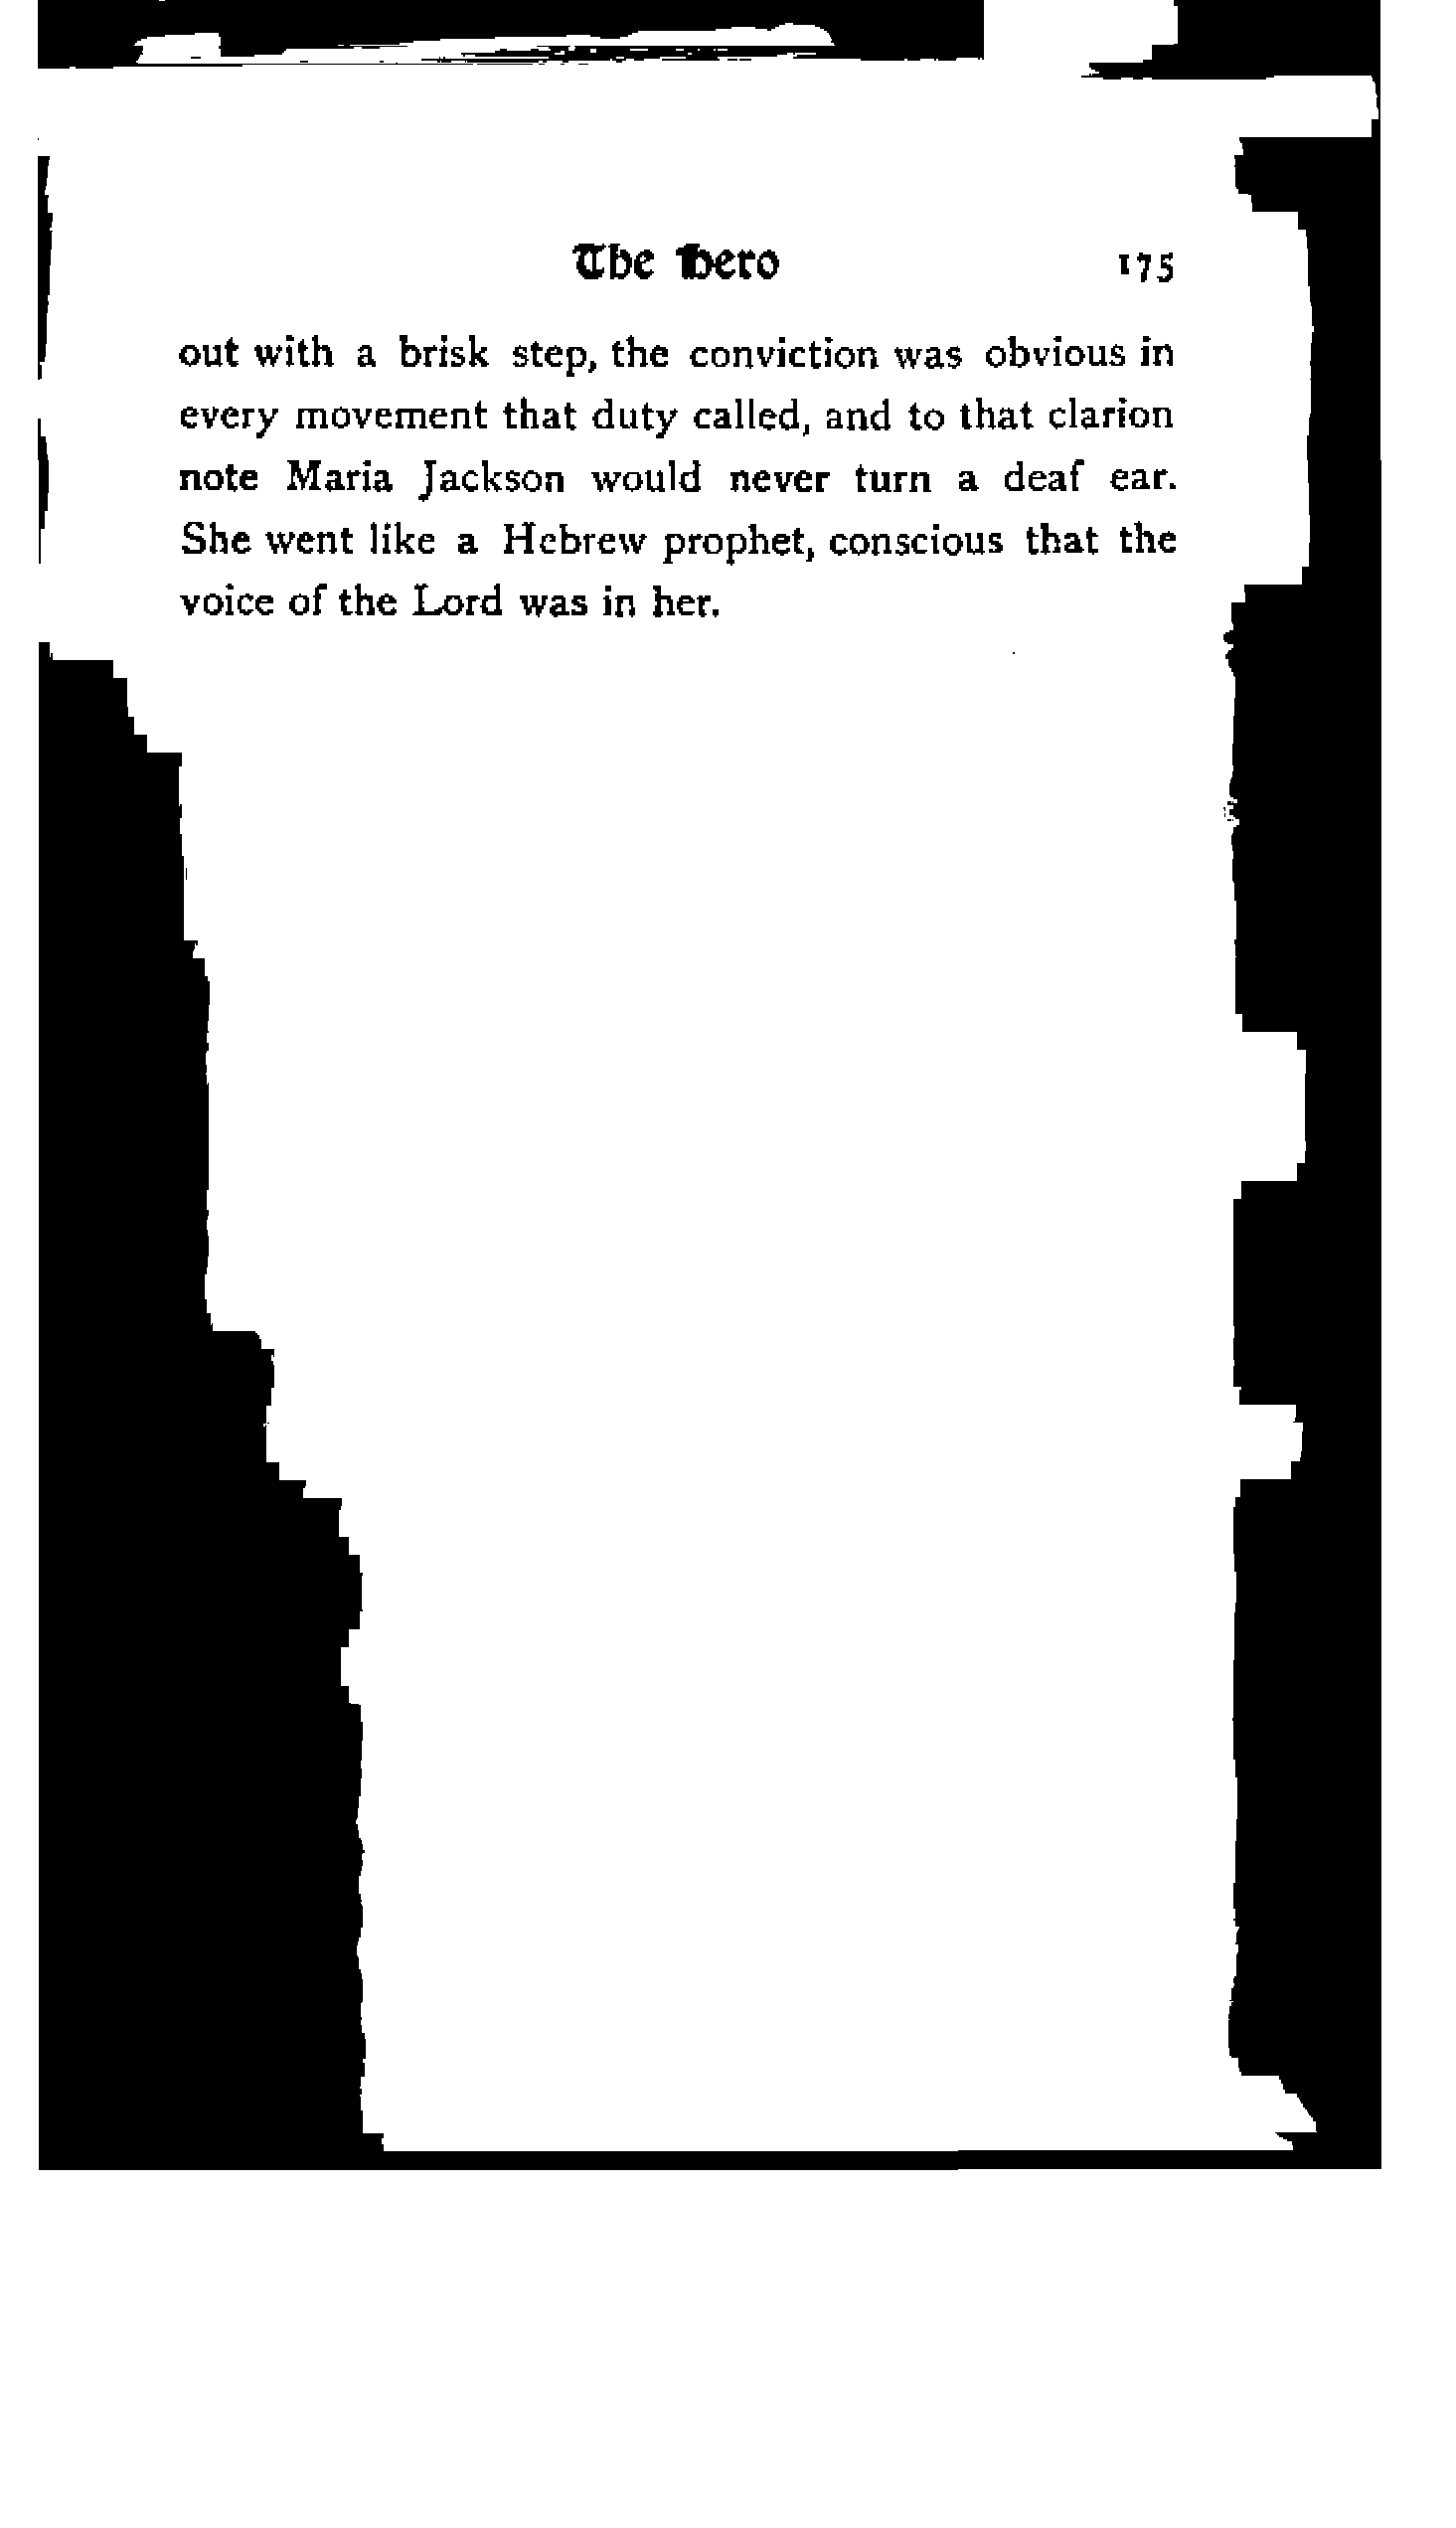 The Hero 175
out with a brisk step, the conviction was obvious in
every movement that duty called, and to that clarion
note Maria Jackson would never turn a deaf ear.
She went like a Hebrew prophet, conscious that the
voice of the Lord was in her.